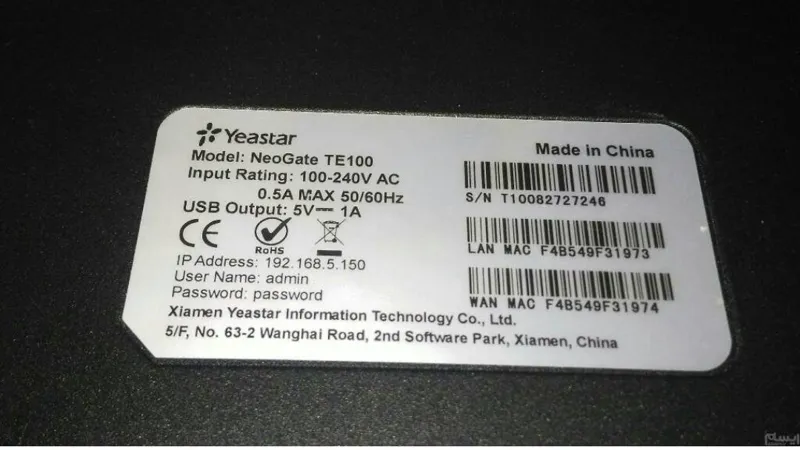 Yeastar
Model: NeoGate TE100
Input Rating: 100-240V AC
0.5A MAX 50/60Hz
USB Output: 5V⎓ 1A
CE
RoHS
IP Address: 192.168.5.150
User Name: admin
Password: password
Made in China
S/N T10082727246
LAN MAC F4B549F31973
WAN MAC F4B549F31974
Xiamen Yeastar Information Technology Co., Ltd.
5/F, No. 63-2 Wanghai Road, 2nd Software Park, Xiamen, China
ایسام